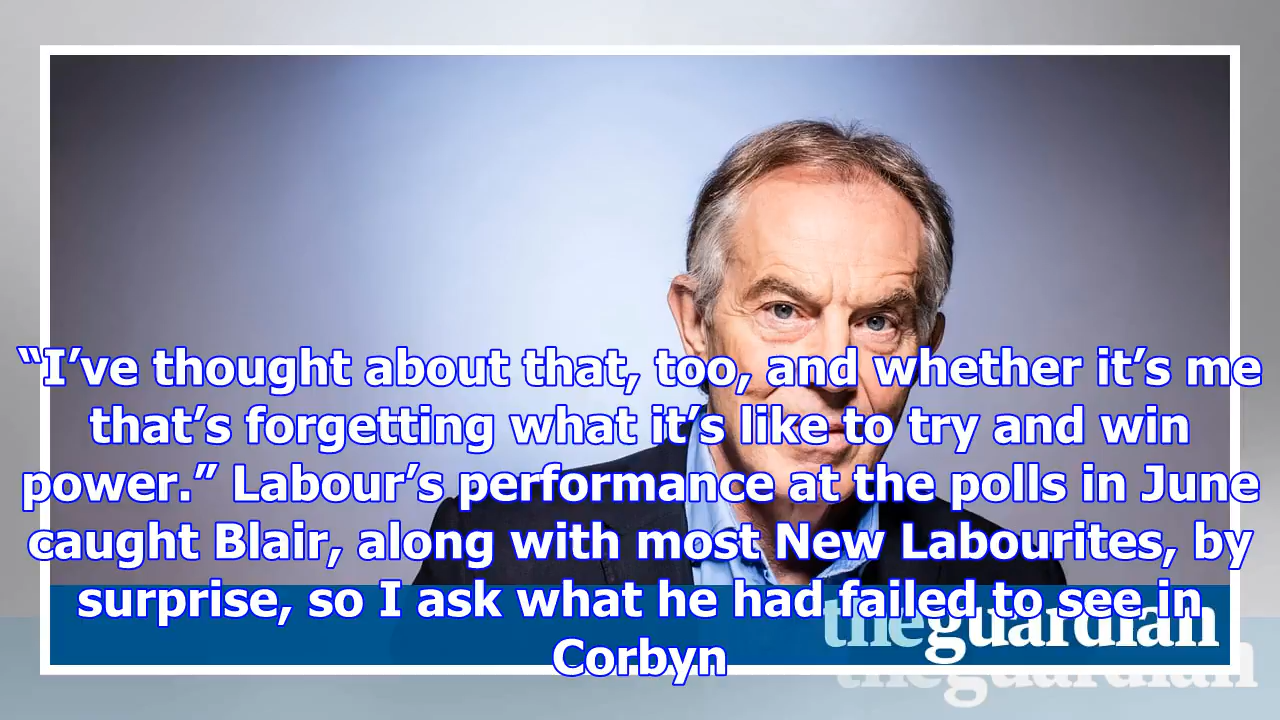 “I’ve thought about that, too, and whether it’s me
that’s forgetting what it’s like to try and win
power.” Labour’s performance at the polls in June
caught Blair, along with most New Labourites, by
surprise, so I ask what he had failed to see in
Corbyn
theguardian
theguardian